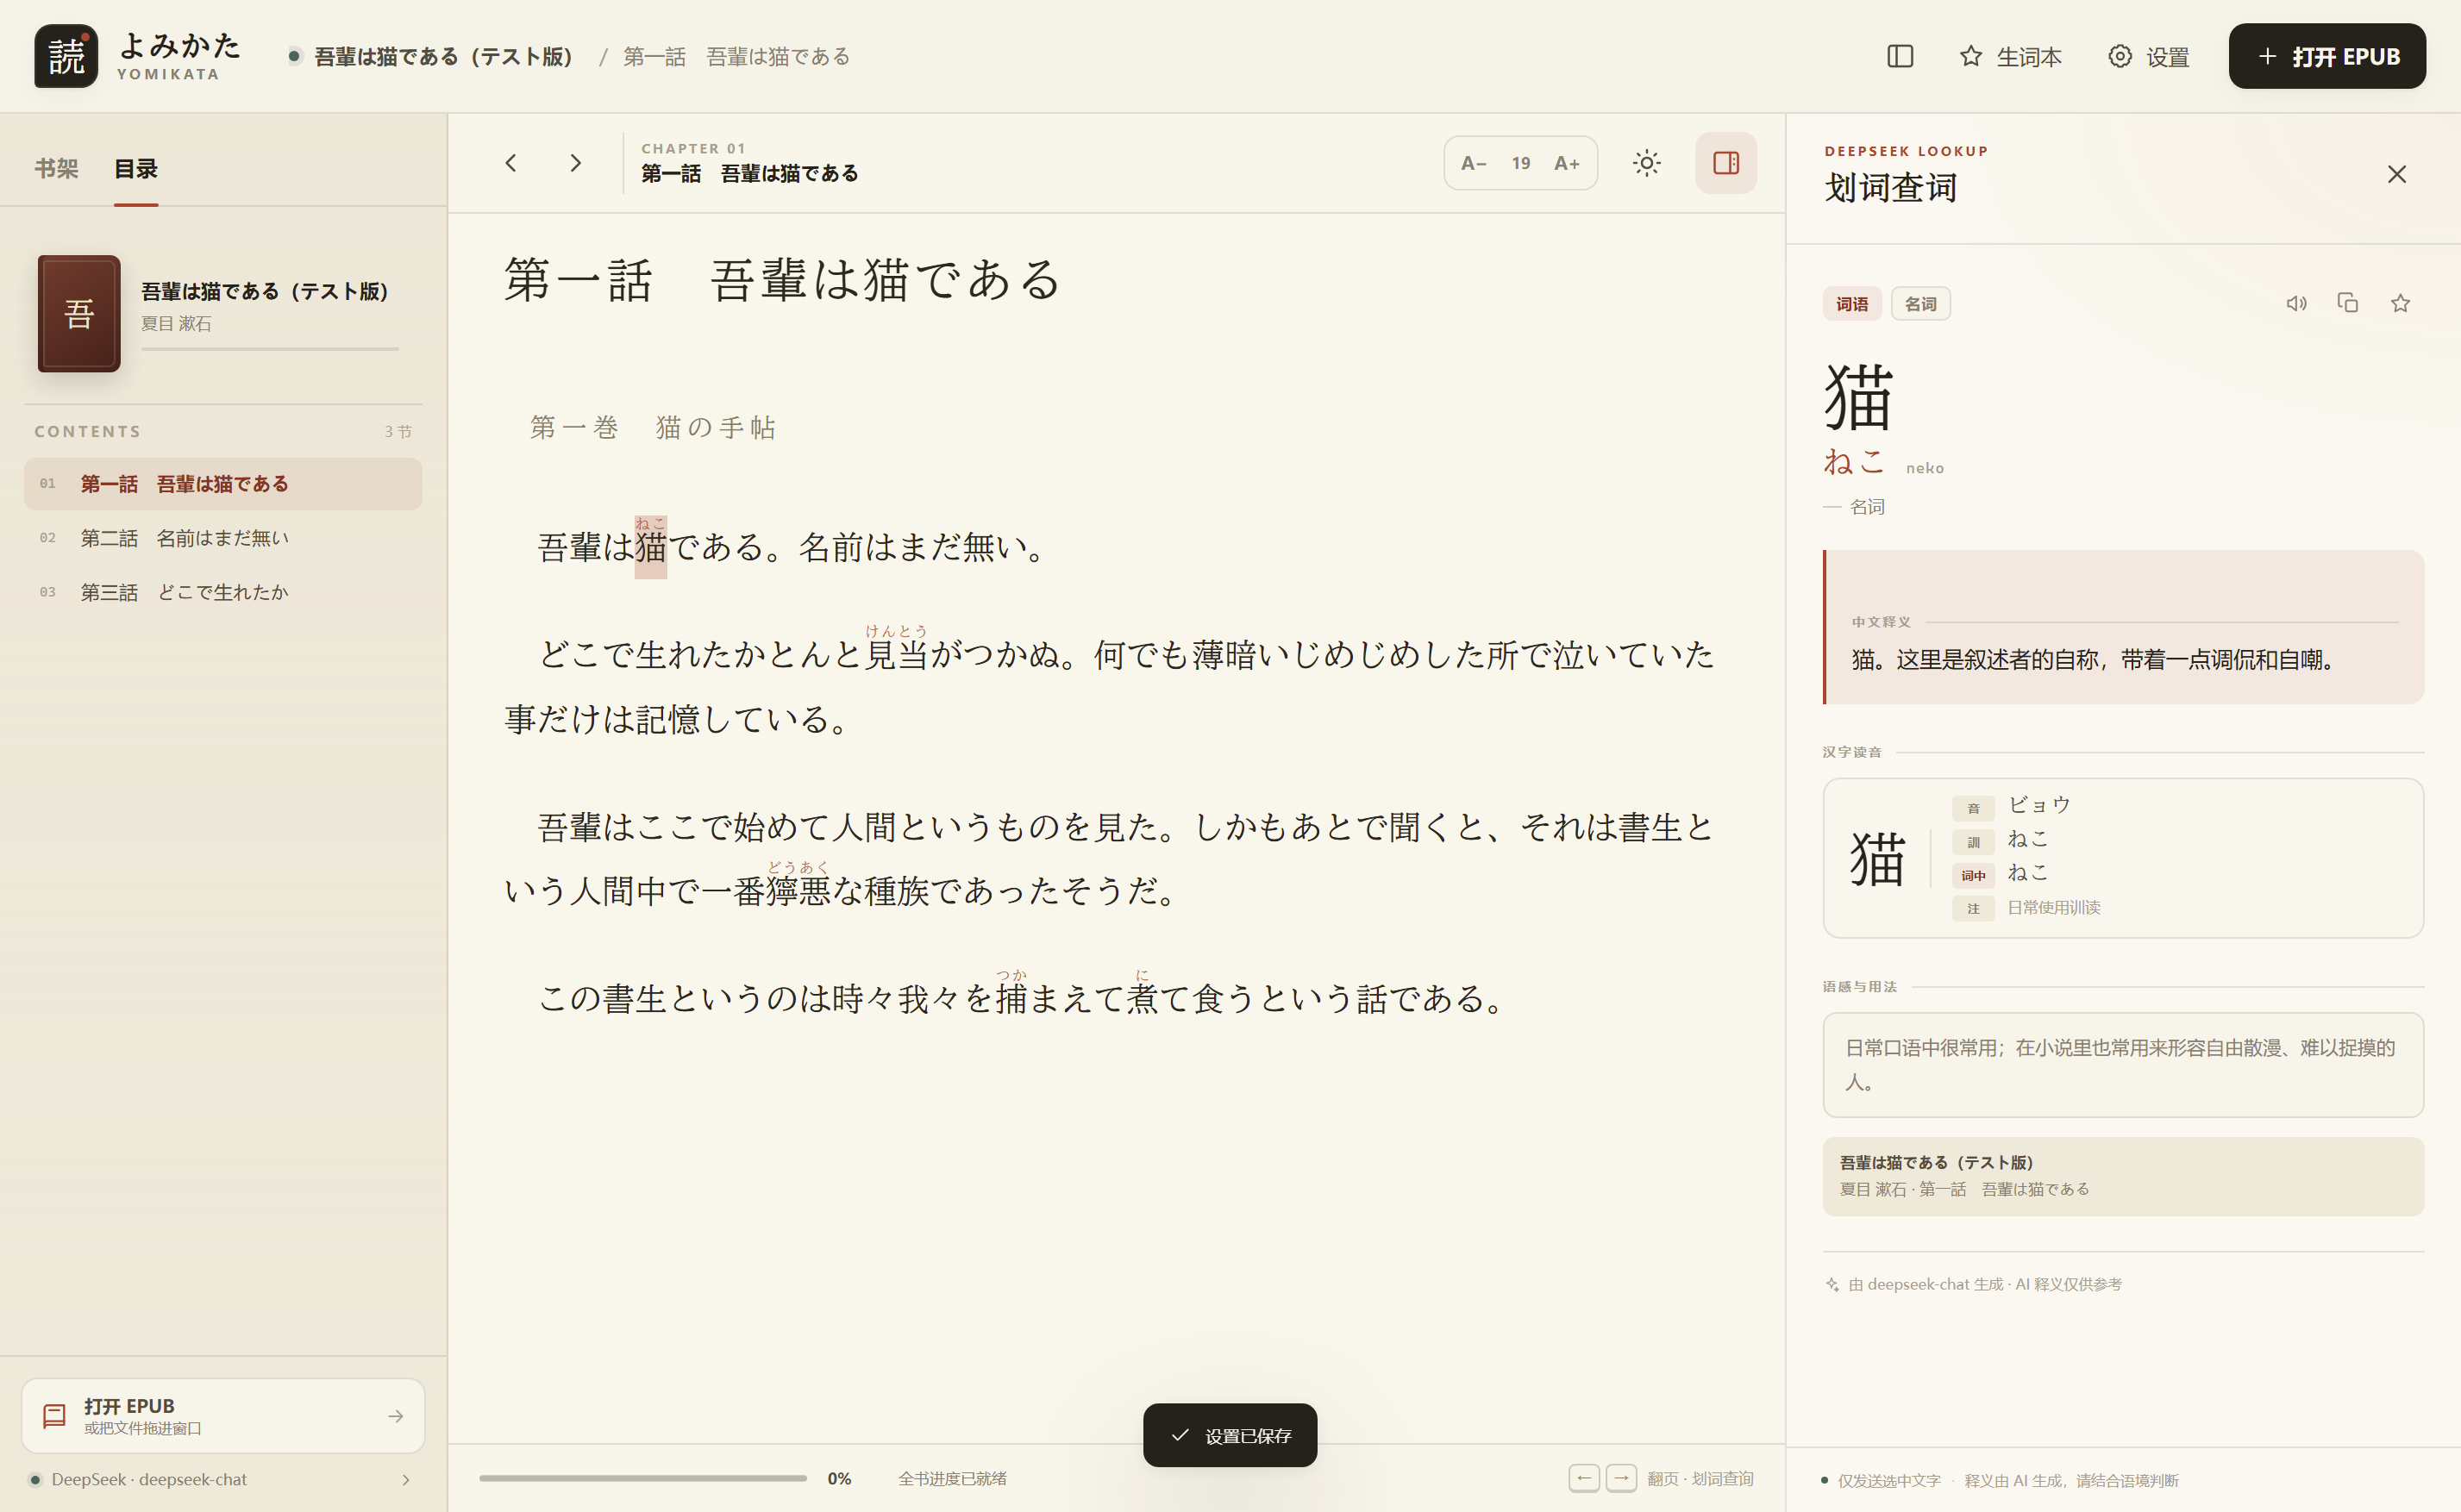 読
よみかた
YOMIKATA
吾輩は猫である（テスト版） / 第一話　吾輩は猫である
生词本
设置
打开 EPUB
书架
目录
吾
吾輩は猫である（テスト版）
夏目 漱石
CONTENTS
3 节
01 第一話　吾輩は猫である
02 第二話　名前はまだ無い
03 第三話　どこで生れたか
打开 EPUB
或把文件拖进窗口
DeepSeek · deepseek-chat
CHAPTER 01
第一話　吾輩は猫である
A− 19 A+
第一話　吾輩は猫である
第一巻　猫の手帖
ねこ
吾輩は猫である。名前はまだ無い。
けんとう
どこで生れたかとんと見当がつかぬ。何でも薄暗いじめじめした所で泣いていた
事だけは記憶している。
吾輩はここで始めて人間というものを見た。しかもあとで聞くと、それは書生と
どうあく
いう人間中で一番獰悪な種族であったそうだ。
つか に
この書生というのは時々我々を捕まえて煮て食うという話である。
设置已保存
0%
全书进度已就绪
← → 翻页 · 划词查询
DEEPSEEK LOOKUP
划词查词
词语 名词
猫
ねこ neko
— 名词
中文释义
猫。这里是叙述者的自称，带着一点调侃和自嘲。
汉字读音
猫
音 ビョウ
訓 ねこ
词中 ねこ
注 日常使用训读
语感与用法
日常口语中很常用；在小说里也常用来形容自由散漫、难以捉摸的
人。
吾輩は猫である（テスト版）
夏目 漱石 · 第一話　吾輩は猫である
由 deepseek-chat 生成 · AI 释义仅供参考
仅发送选中文字 · 释义由 AI 生成，请结合语境判断